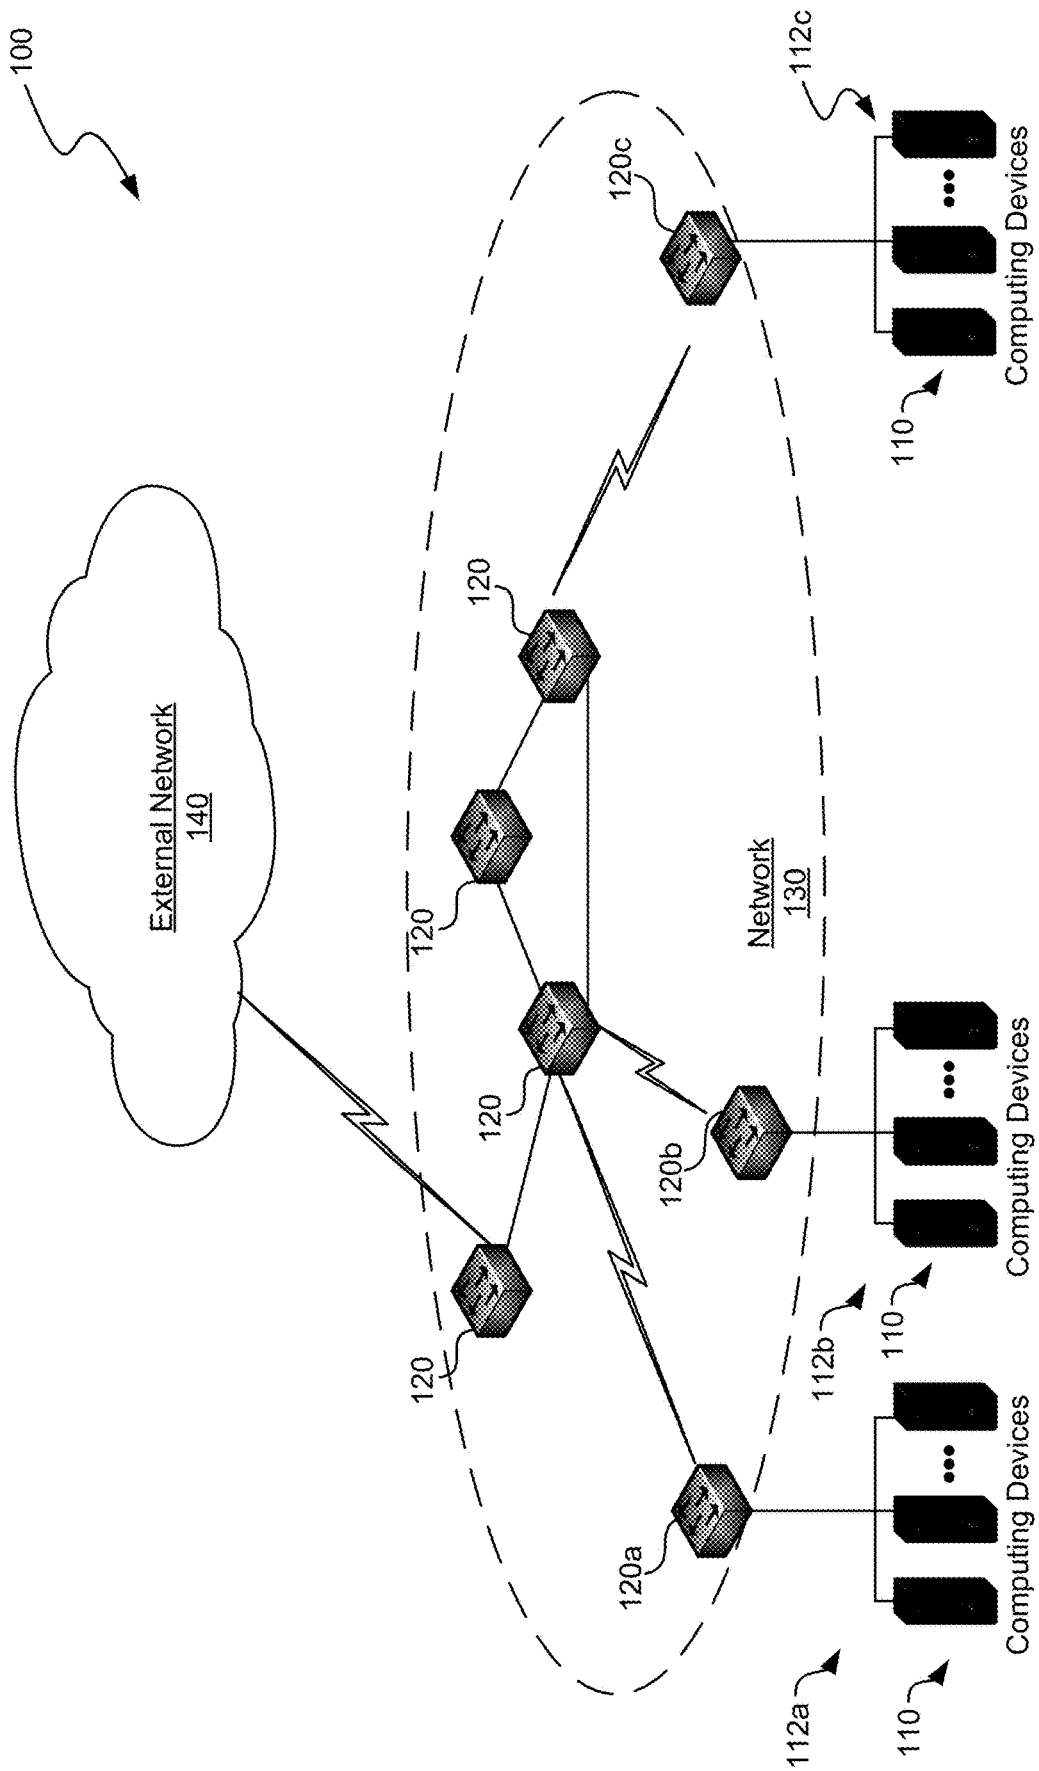 100
External Network
140
120
120
120
120
120c
120b
120a
Network
130
112a
110
Computing Devices
112b
110
Computing Devices
112c
110
Computing Devices